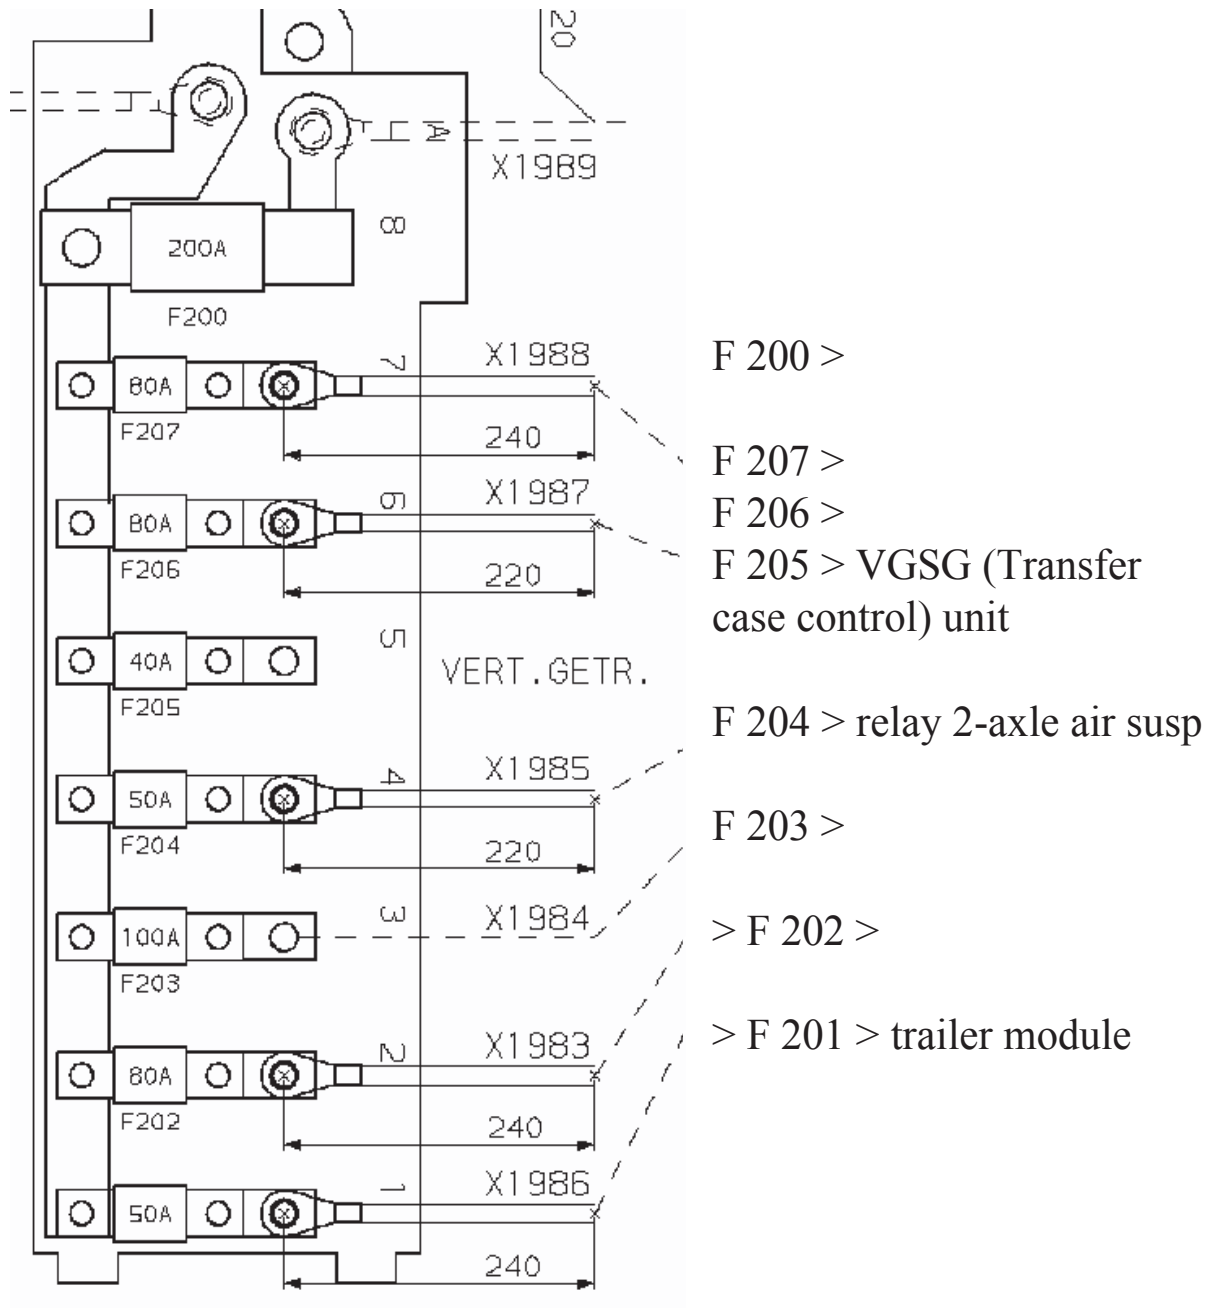 20
A
X1989
8
200A
F200
F 200 >
7
X1988
80A
F207
240
F 207 >
6
X1987
F 206 >
80A
F206
220
F 205 > VGSG (Transfer
case control) unit
5
40A
VERT.GETR.
F205
F 204 > relay 2-axle air susp
4
X1985
50A
F204
220
F 203 >
3
X1984
100A
F203
> F 202 >
2
X1983
> F 201 > trailer module
80A
F202
240
1
X1986
50A
240